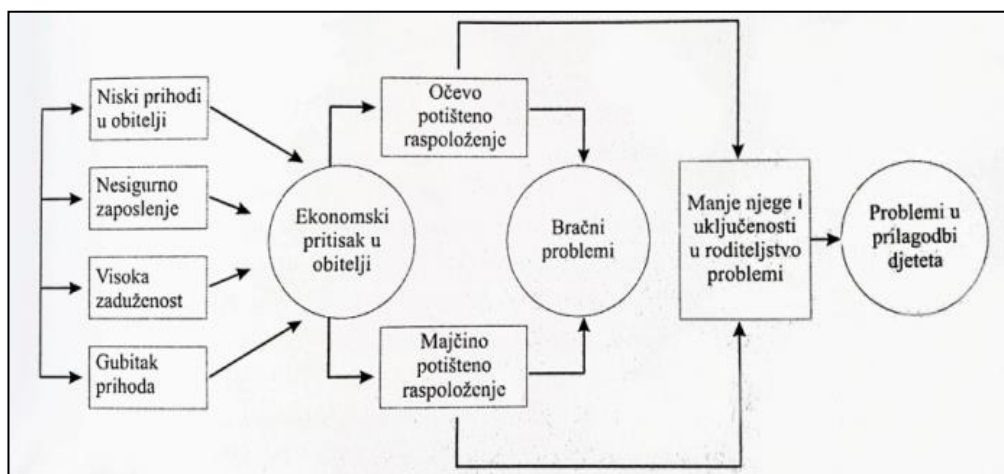 Niski prihodi
u obitelji
Nesigurno
zaposlenje
Visoka
zaduženost
Gubitak
prihoda
Ekonomski
pritisak u
obitelji
Očevo
potišteno
raspoloženje
Majčino
potišteno
raspoloženje
Bračni
problemi
Manje njege i
uključenosti
u roditeljstvo
problemi
Problemi u
prilagodbi
djeteta